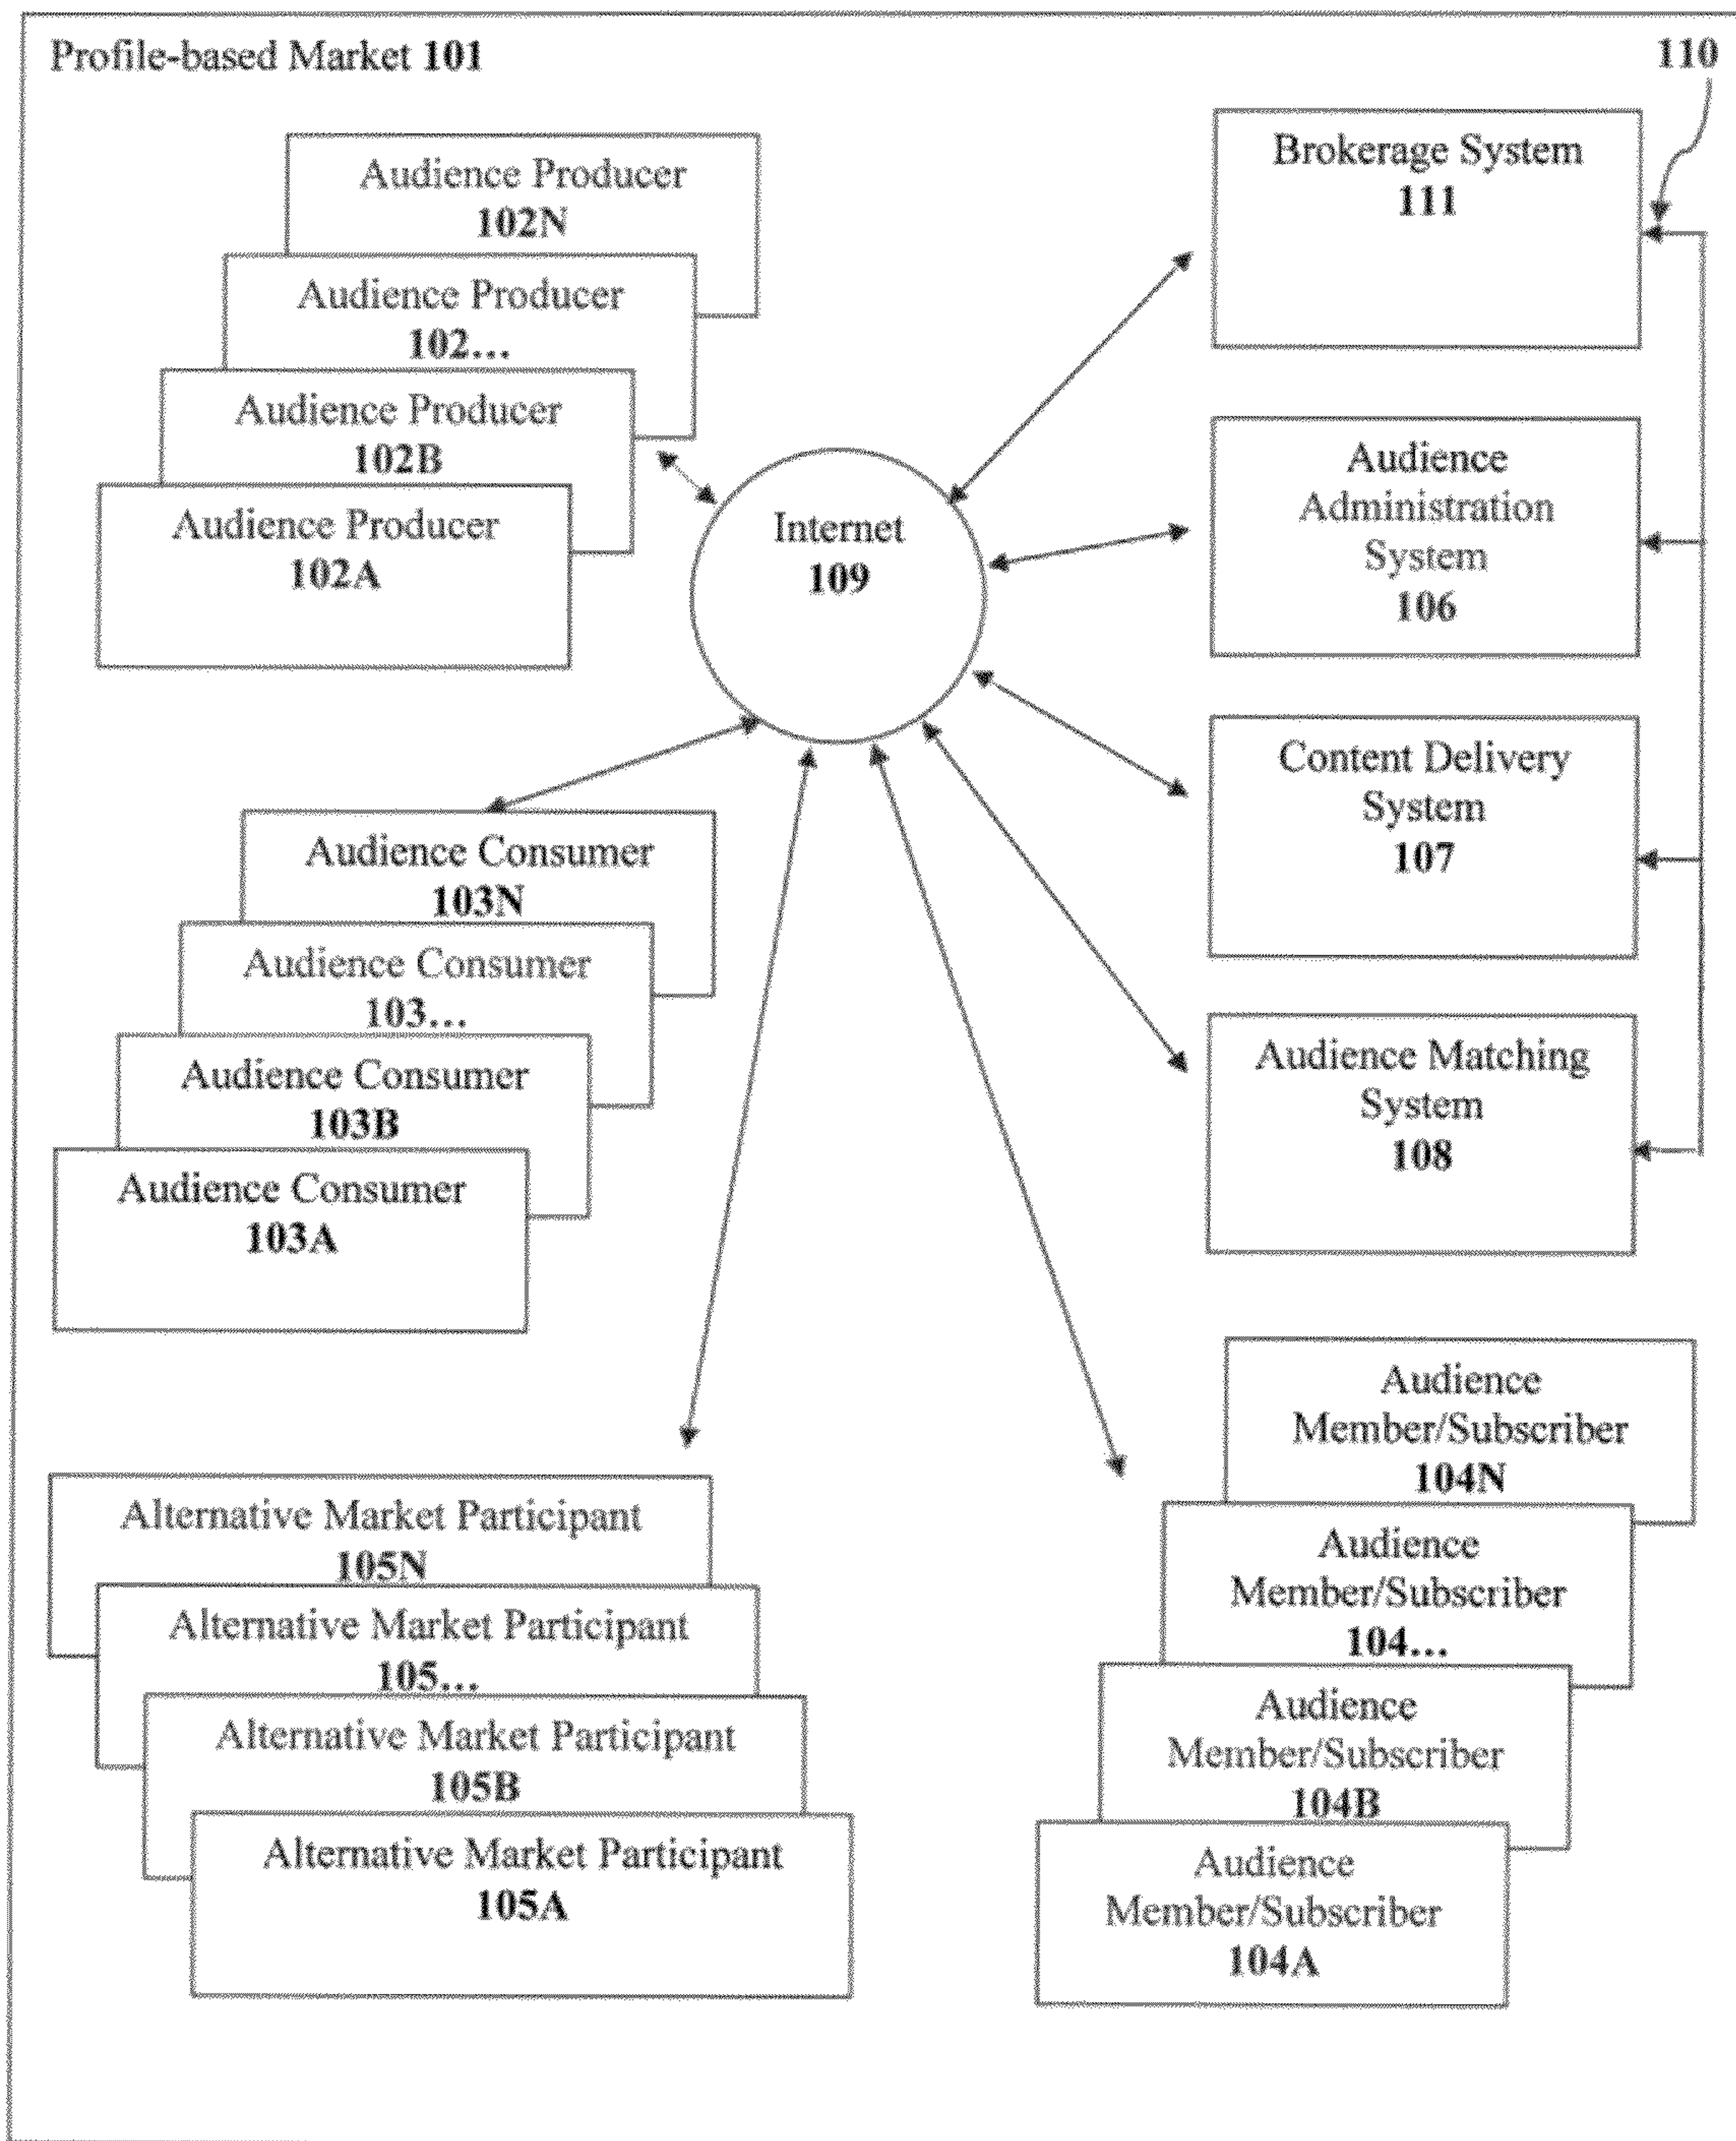 Profile-based Market 101
110
Audience Producer
102N
Audience Producer
102...
Audience Producer
102B
Audience Producer
102A
Internet
109
Brokerage System
111
Audience
Administration
System
106
Content Delivery
System
107
Audience Matching
System
108
Audience Consumer
103N
Audience Consumer
103...
Audience Consumer
103B
Audience Consumer
103A
Alternative Market Participant
105N
Alternative Market Participant
105...
Alternative Market Participant
105B
Alternative Market Participant
105A
Audience
Member/Subscriber
104N
Audience
Member/Subscriber
104...
Audience
Member/Subscriber
104B
Audience
Member/Subscriber
104A